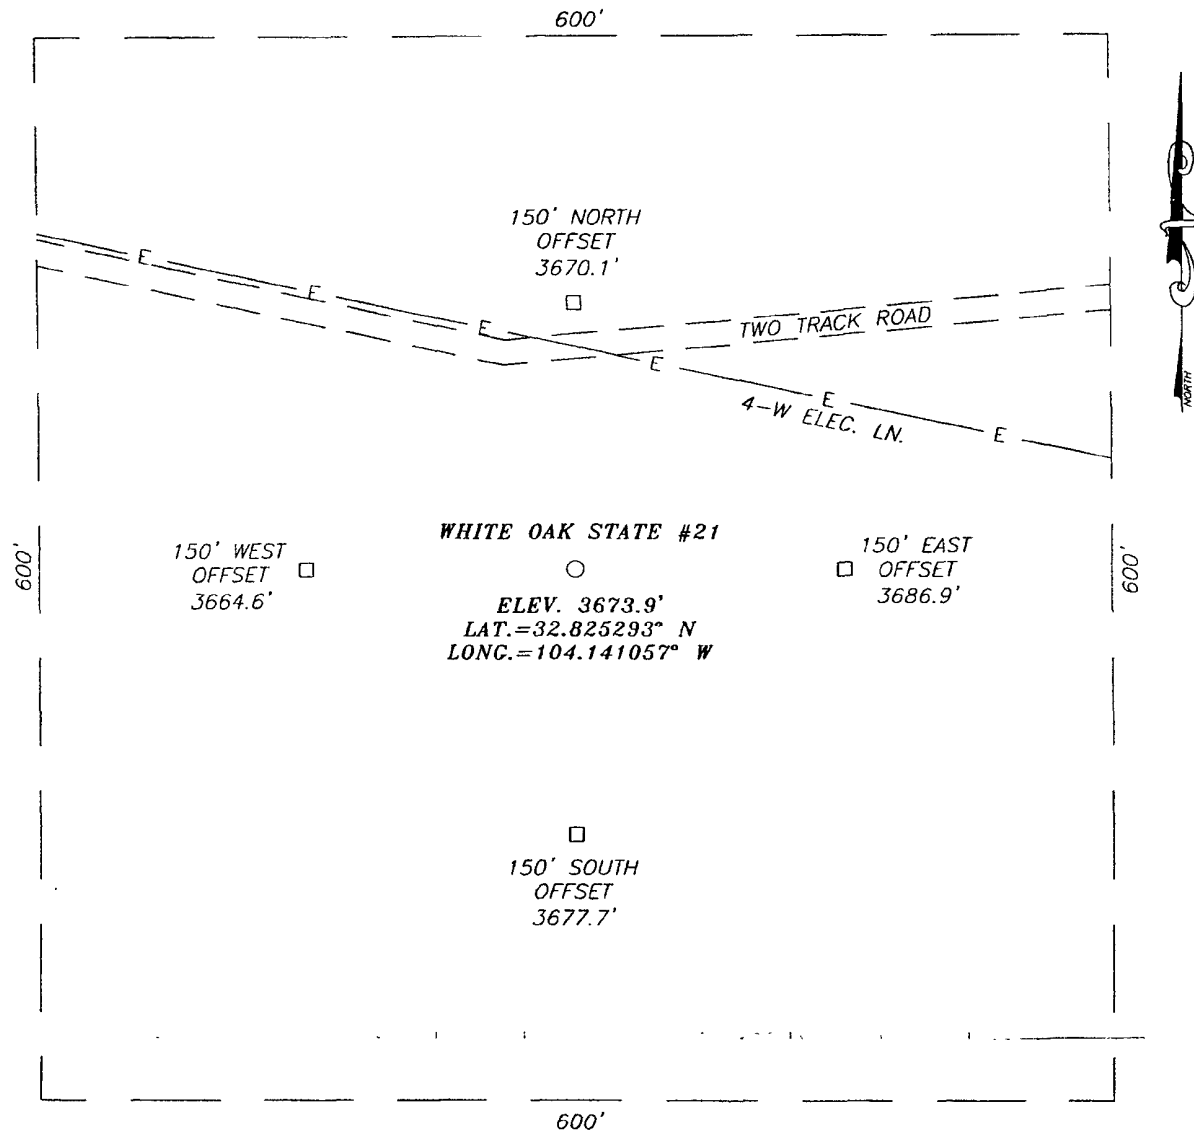 600'
150' NORTH
OFFSET
3670.1'
E
E
E
TWO TRACK ROAD
E
E
4-W ELEC. LN.
E
NORTH
WHITE OAK STATE #21
600'
150' WEST
OFFSET
3664.6'
150' EAST
OFFSET
3686.9'
600'
ELEV. 3673.9'
LAT.=32.825293° N
LONG.=104.141057° W
150' SOUTH
OFFSET
3677.7'
600'